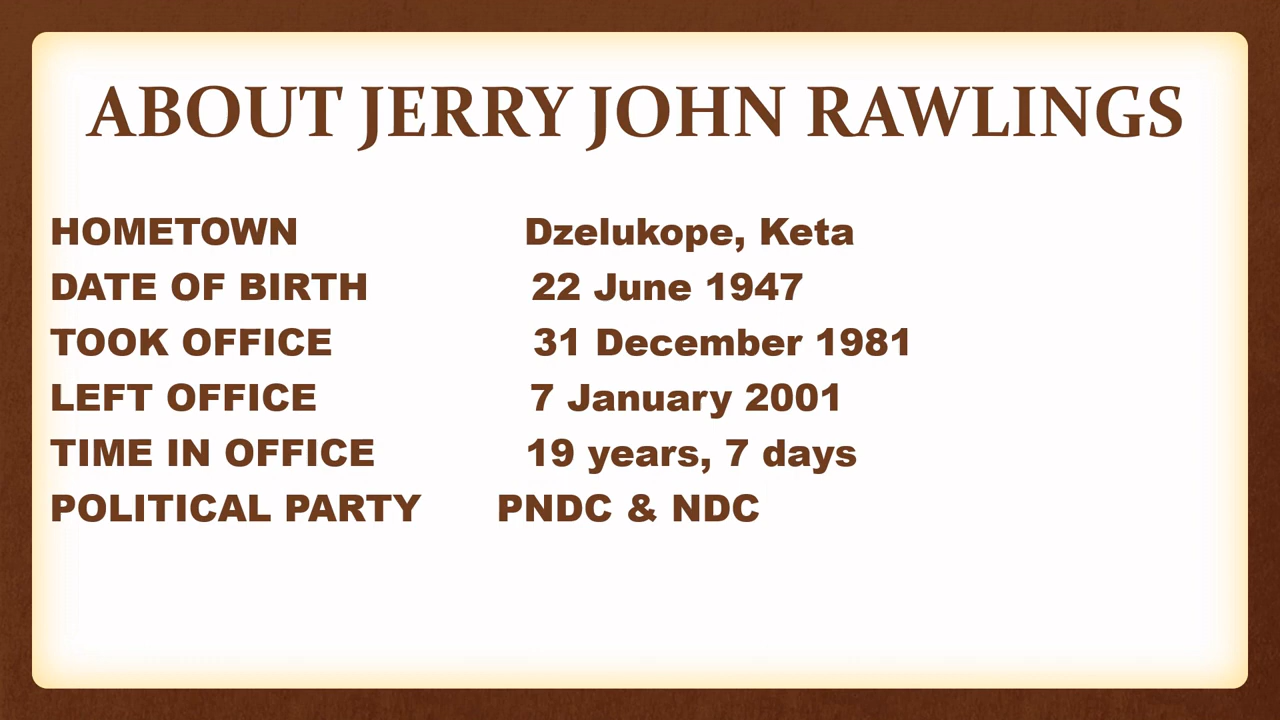 ABOUT JERRY JOHN RAWLINGS
HOMETOWN Dzelukope, Keta
DATE OF BIRTH 22 June 1947
TOOK OFFICE 31 December 1981
LEFT OFFICE 7 January 2001
TIME IN OFFICE 19 years, 7 days
POLITICAL PARTY PNDC & NDC